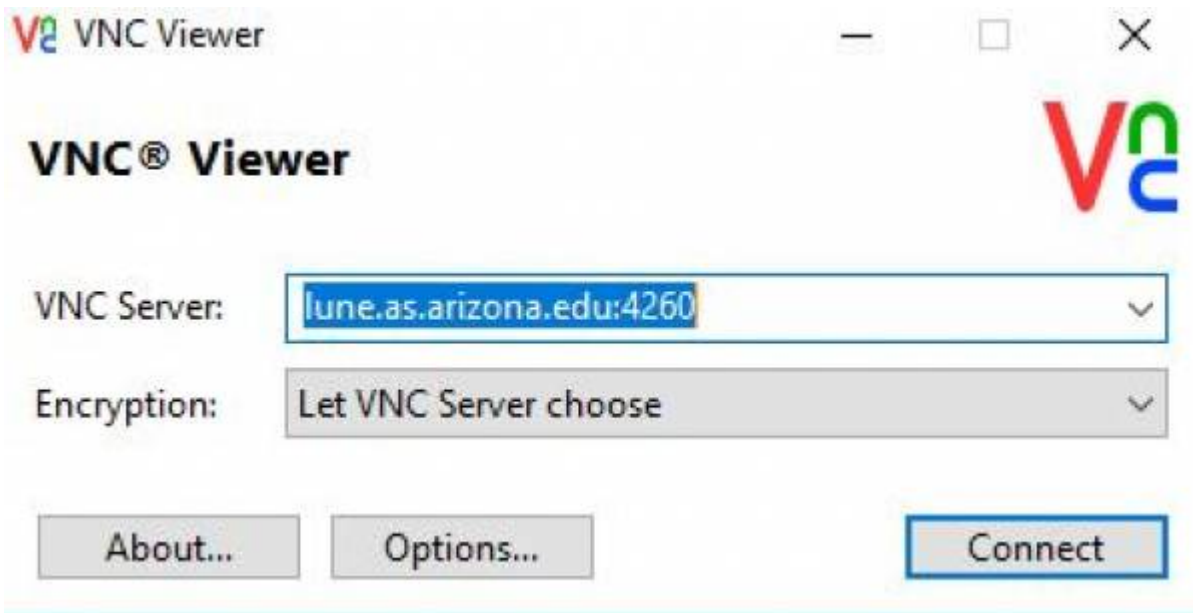 VNC Viewer
VNC® Viewer
VNC
VNC Server: lune.as.arizona.edu:4260
Encryption: Let VNC Server choose
About... Options... Connect